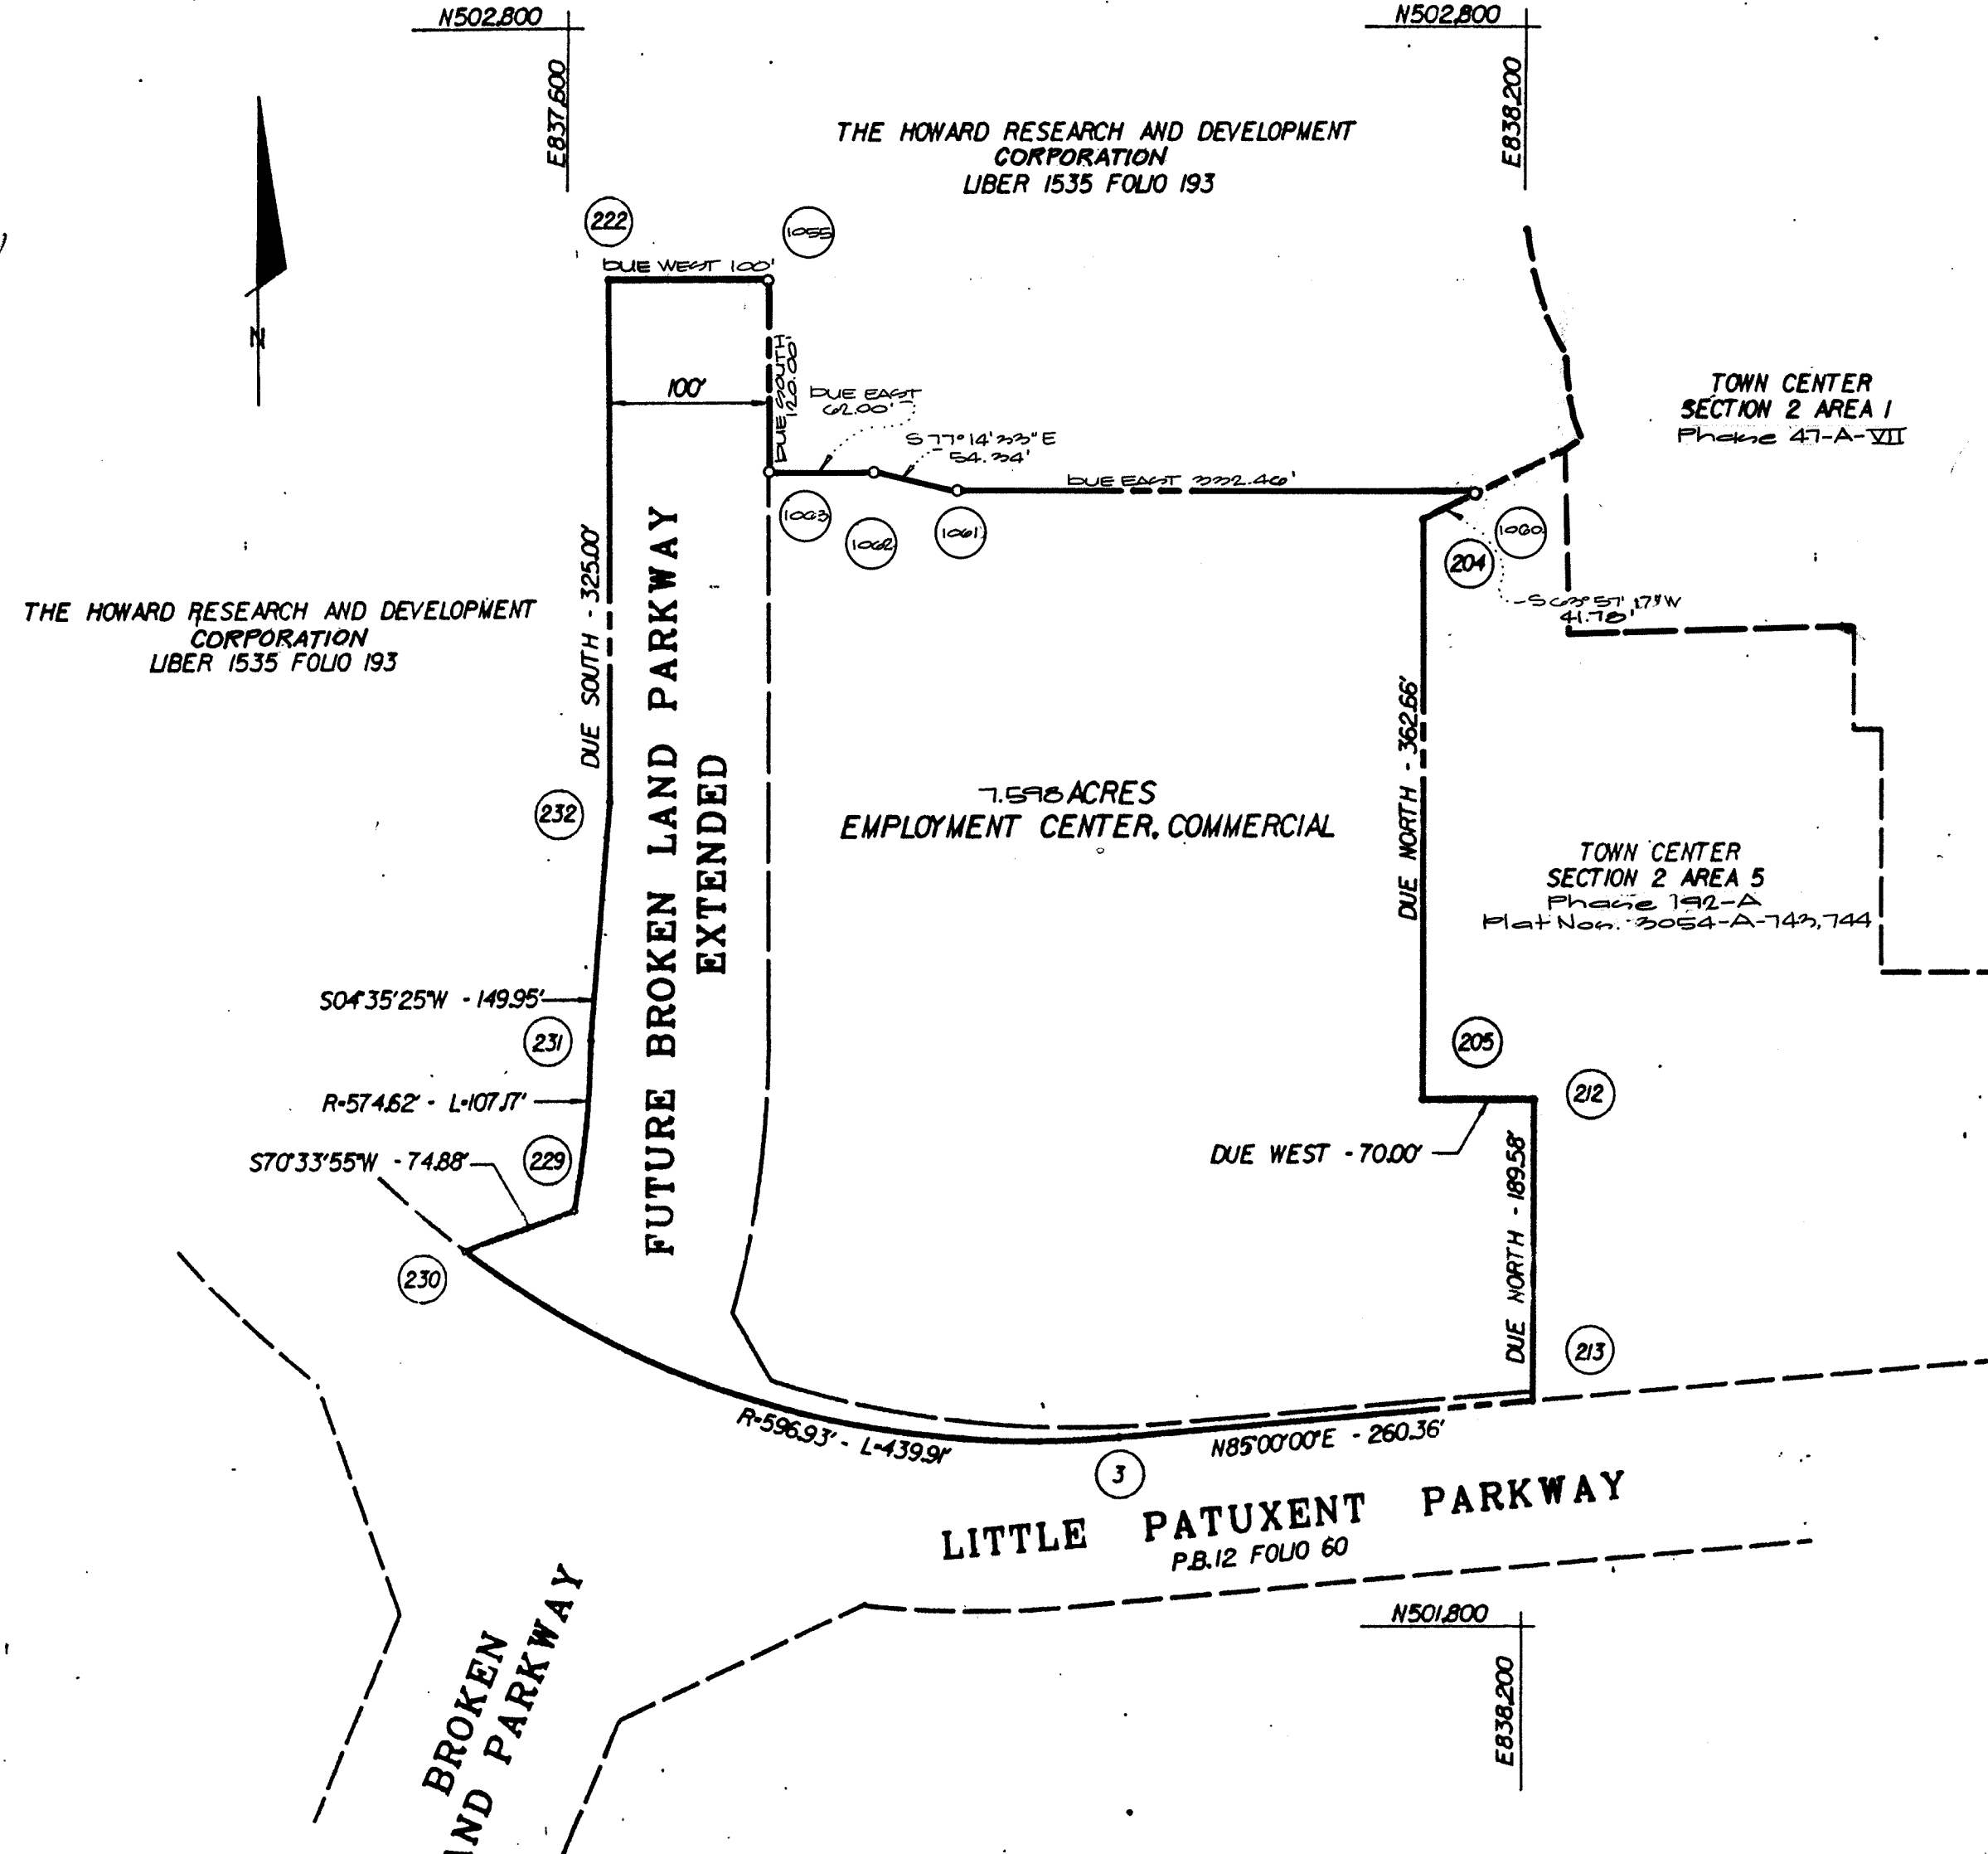 N502,800
N502,800
E837,600
E838,200
THE HOWARD RESEARCH AND DEVELOPMENT
CORPORATION
LIBER 1535 FOLIO 193
222
1055
DUE WEST 100'
N
100'
DUE SOUTH
120.00'
DUE EAST
62.00'
S 77°14'33"E
54.34'
DUE EAST 332.46'
TOWN CENTER
SECTION 2 AREA 1
Phase 47-A-VII
1063
1062
1061
1060
204
S 63°57'17"W
41.78'
THE HOWARD RESEARCH AND DEVELOPMENT
CORPORATION
LIBER 1535 FOLIO 193
DUE SOUTH - 325.00'
FUTURE BROKEN LAND PARKWAY
EXTENDED
DUE NORTH - 362.66'
232
7.598 ACRES
EMPLOYMENT CENTER, COMMERCIAL
TOWN CENTER
SECTION 2 AREA 5
Phase 192-A
Plat Nos. 3054-A-743,744
S04°35'25"W - 149.95'
231
205
212
R=574.62' - L=107.17'
S70°33'55"W - 74.88'
229
DUE WEST - 70.00'
DUE NORTH - 189.58'
230
213
R=596.93' - L=439.91'
N85°00'00"E - 260.36'
3
LITTLE PATUXENT PARKWAY
P.B.12 FOLIO 60
N501,800
E838,200
BROKEN
AND PARKWAY